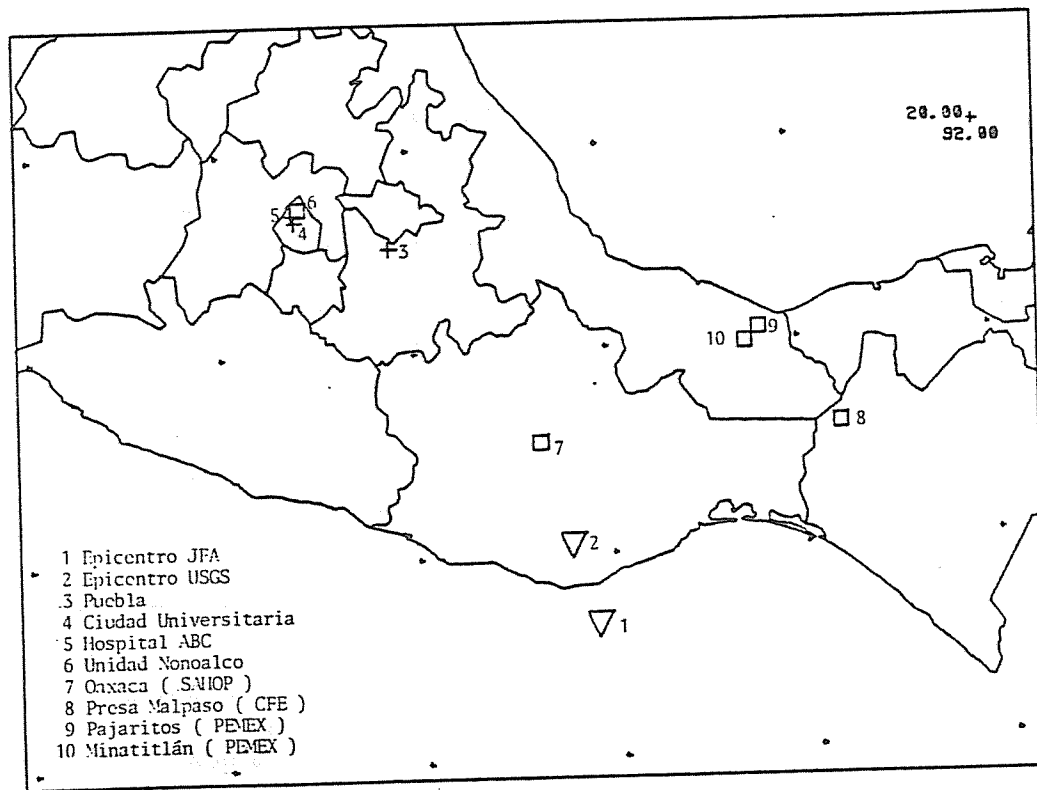 20.00+
92.00
6
5
4
3
9
10
8
7
2
1
1 Epicentro JFA
2 Epicentro USGS
3 Puebla
4 Ciudad Universitaria
5 Hospital ABC
6 Unidad Nonoalco
7 Oaxaca ( SAHOP )
8 Presa Malpaso ( CFE )
9 Pajaritos ( PEMEX )
10 Minatitlán ( PEMEX )